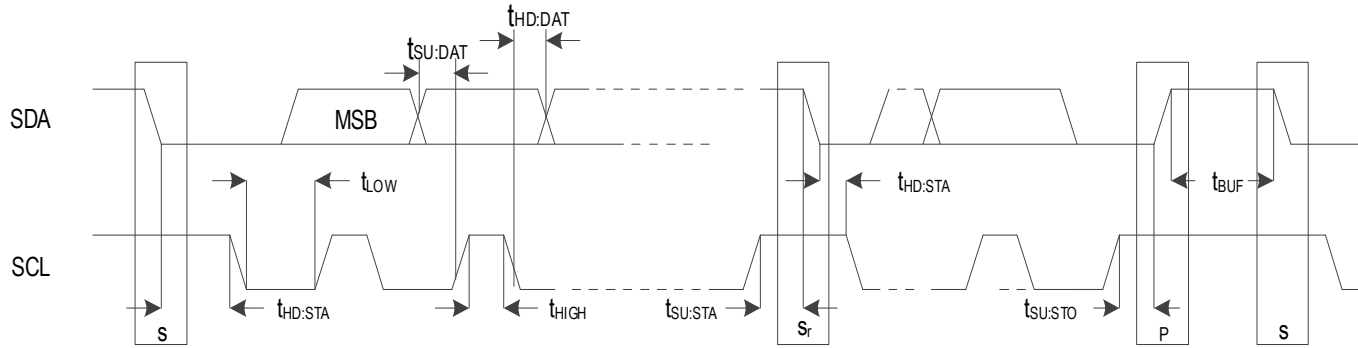 tHD:DAT
tSU:DAT
SDA
MSB
tLOW
tHD:STA
tBUF
SCL
tHD:STA
tHIGH
tSU:STA
tSU:STO
S
Sr
P
S